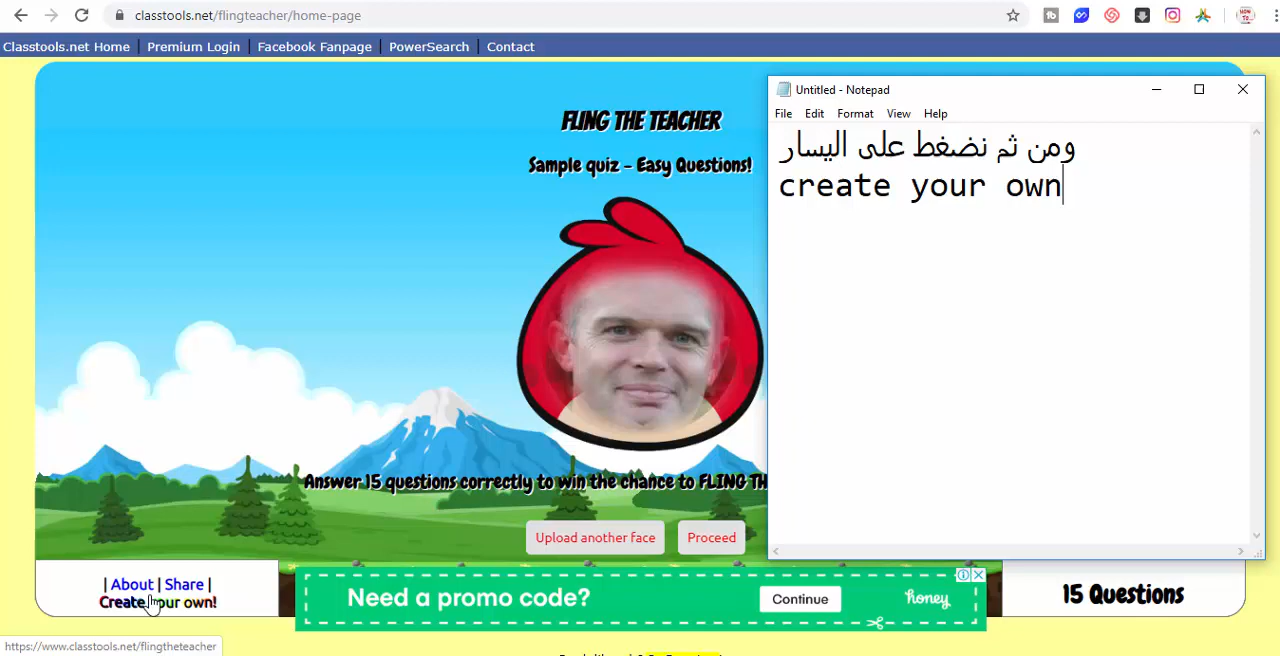 classtools.net/flingteacher/home-page
Classtools.net Home | Premium Login | Facebook Fanpage | PowerSearch | Contact
FLING THE TEACHER
Sample quiz - Easy Questions!
Answer 15 questions correctly to win the chance to FLING TH
Upload another face
Proceed
Untitled - Notepad
File Edit Format View Help
ومن ثم نضغط على اليسار
create your own
| About | Share |
Create your own!
Need a promo code?
Continue
honey
15 Questions
https://www.classtools.net/flingtheteacher